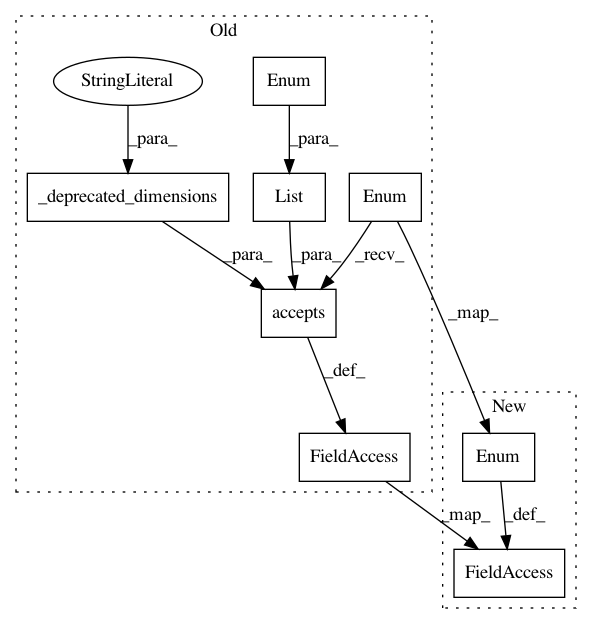 Old
StringLiteral
Enum
_para_
_para_
_deprecated_dimensions
List
Enum
_para_
_para_
_recv_
accepts
_map_
_def_
New
FieldAccess
Enum
_map_
_def_
FieldAccess